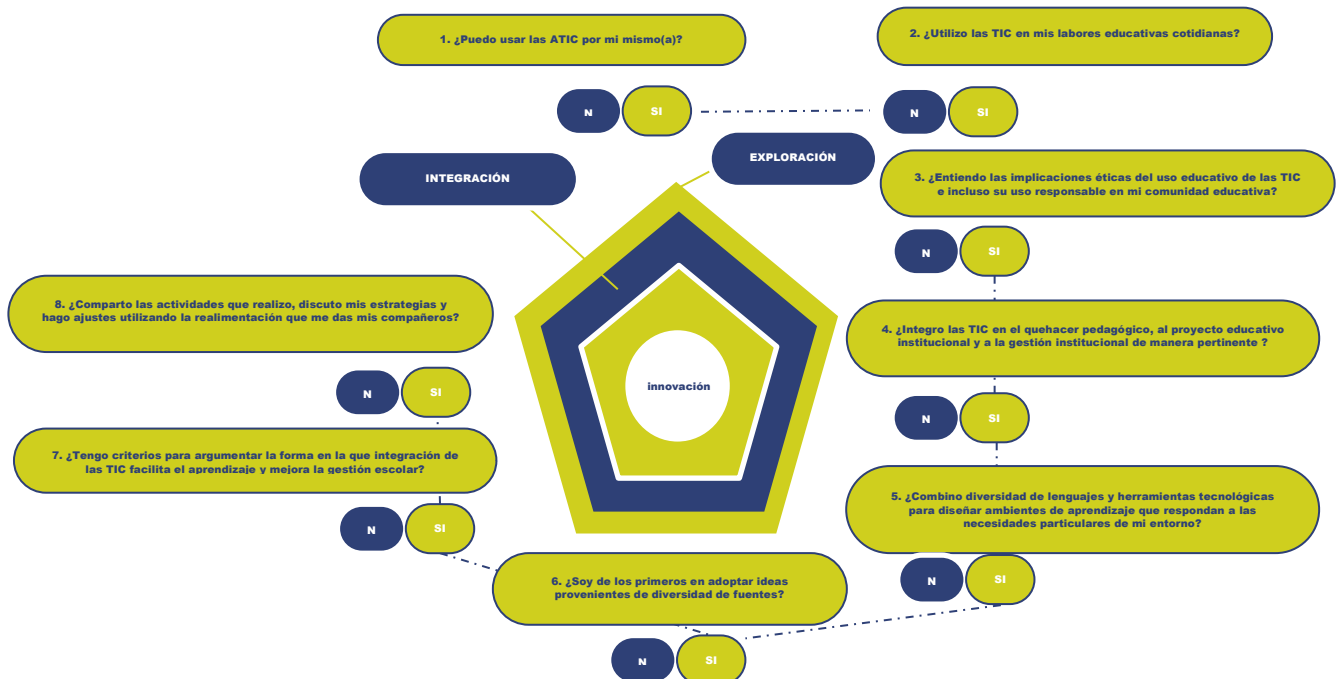 1. ¿Puedo usar las ATIC por mi mismo(a)?
N
SI
2. ¿Utilizo las TIC en mis labores educativas cotidianas?
N
SI
EXPLORACIÓN
INTEGRACIÓN
3. ¿Entiendo las implicaciones éticas del uso educativo de las TIC
e incluso su uso responsable en mi comunidad educativa?
N
SI
4. ¿Integro las TIC en el quehacer pedagógico, al proyecto educativo
institucional y a la gestión institucional de manera pertinente ?
N
SI
5. ¿Combino diversidad de lenguajes y herramientas tecnológicas
para diseñar ambientes de aprendizaje que respondan a las
necesidades particulares de mi entorno?
N
SI
6. ¿Soy de los primeros en adoptar ideas
provenientes de diversidad de fuentes?
N
SI
7. ¿Tengo criterios para argumentar la forma en la que integración de
las TIC facilita el aprendizaje y mejora la gestión escolar?
N
SI
8. ¿Comparto las actividades que realizo, discuto mis estrategias y
hago ajustes utilizando la realimentación que me das mis compañeros?
N
SI
innovación